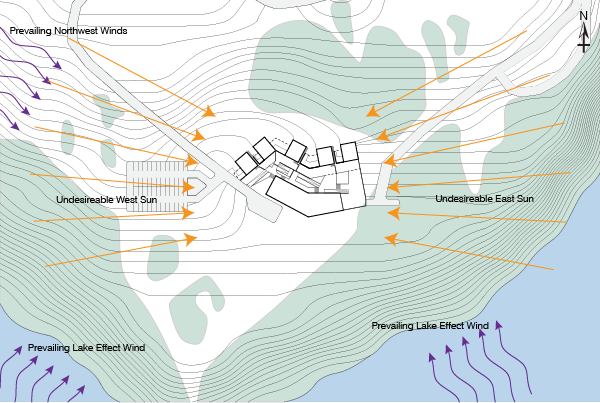 N
Prevailing Northwest Winds
Undesireable West Sun
Undesireable East Sun
Prevailing Lake Effect Wind
Prevailing Lake Effect Wind